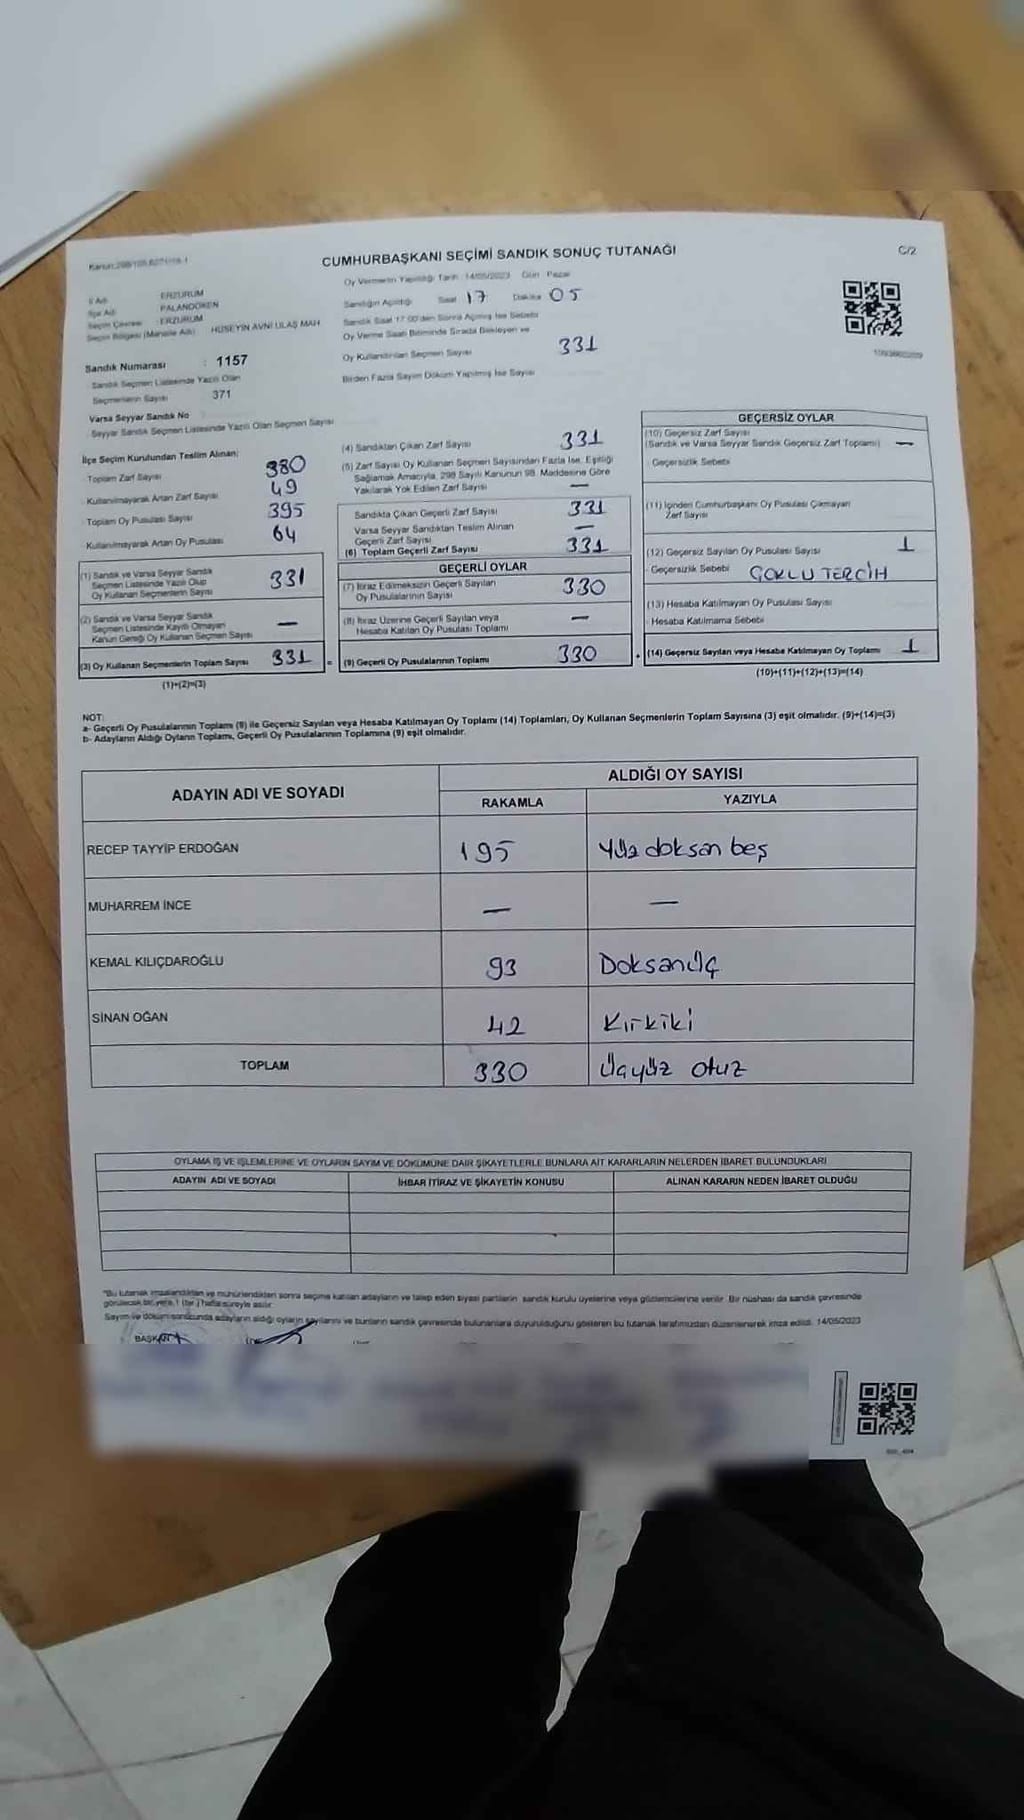 CUMHURBAŞKANI SEÇİMİ SANDIK SONUÇ TUTANAĞI
C/2
Oy Vermenin Yapıldığı Tarih 14/05/2023 Gün Pazar
İl Adı ERZURUM
İlçe Adı PALANDÖKEN
Seçim Çevresi ERZURUM
Seçim Bölgesi (Mahalle Adı) HÜSEYİN AVNİ ULAŞ MAH
Sandığın Açıldığı Saat 17 Dakika 05
Sandık Saat 17:00'den Sonra Açılmış İse Sebebi
Oy Verme Saati Bitiminde Sırada Bekleyen ve
Oy Kullandırılan Seçmen Sayısı 331
Birden Fazla Sayım Döküm Yapılmış İse Sayısı
Sandık Numarası : 1157
Sandık Seçmen Listesinde Yazılı Olan
Seçmenlerin Sayısı 371
Varsa Seyyar Sandık No
Seyyar Sandık Seçmen Listesinde Yazılı Olan Seçmen Sayısı
İlçe Seçim Kurulundan Teslim Alınan:
Toplam Zarf Sayısı 380
Kullanılmayarak Artan Zarf Sayısı 49
Toplam Oy Pusulası Sayısı 395
Kullanılmayarak Artan Oy Pusulası 64
(1) Sandık ve Varsa Seyyar Sandık
Seçmen Listesinde Yazılı Olup
Oy Kullanan Seçmenlerin Sayısı 331
(2) Sandık ve Varsa Seyyar Sandık
Seçmen Listesinde Kayıtlı Olmayan
Kanun Gereği Oy Kullanan Seçmen Sayısı —
(3) Oy Kullanan Seçmenlerin Toplam Sayısı 331 =
(1)+(2)=(3)
(4) Sandıktan Çıkan Zarf Sayısı 331
(5) Zarf Sayısı Oy Kullanan Seçmen Sayısından Fazla İse, Eşitliği
Sağlamak Amacıyla, 298 Sayılı Kanunun 98. Maddesine Göre
Yakılarak Yok Edilen Zarf Sayısı —
Sandıkta Çıkan Geçerli Zarf Sayısı 331
Varsa Seyyar Sandıktan Teslim Alınan
Geçerli Zarf Sayısı —
(6) Toplam Geçerli Zarf Sayısı 331
GEÇERLİ OYLAR
(7) İtiraz Edilmeksizin Geçerli Sayılan
Oy Pusulalarının Sayısı 330
(8) İtiraz Üzerine Geçerli Sayılan veya
Hesaba Katılan Oy Pusulası Toplamı —
(9) Geçerli Oy Pusulalarının Toplamı 330
GEÇERSİZ OYLAR
(10) Geçersiz Zarf Sayısı
(Sandık ve Varsa Seyyar Sandık Geçersiz Zarf Toplamı) —
Geçersizlik Sebebi
(11) İçinden Cumhurbaşkanı Oy Pusulası Çıkmayan
Zarf Sayısı
(12) Geçersiz Sayılan Oy Pusulası Sayısı 1
Geçersizlik Sebebi ÇOKLU TERCİH
(13) Hesaba Katılmayan Oy Pusulası Sayısı
Hesaba Katılmama Sebebi
(14) Geçersiz Sayılan veya Hesaba Katılmayan Oy Toplamı 1
(10)+(11)+(12)+(13)=(14)
NOT:
a- Geçerli Oy Pusulalarının Toplamı (9) ile Geçersiz Sayılan veya Hesaba Katılmayan Oy Toplamı (14) Toplamları, Oy Kullanan Seçmenlerin Toplam Sayısına (3) eşit olmalıdır. (9)+(14)=(3)
b- Adayların Aldığı Oyların Toplamı, Geçerli Oy Pusulalarının Toplamına (9) eşit olmalıdır.
ADAYIN ADI VE SOYADI
ALDIĞI OY SAYISI
RAKAMLA YAZIYLA
RECEP TAYYİP ERDOĞAN 195 Yüz doksan beş
MUHARREM İNCE — —
KEMAL KILIÇDAROĞLU 93 Doksanüç
SİNAN OĞAN 42 Kırkiki
TOPLAM 330 Üçyüz otuz
OYLAMA İŞ VE İŞLEMLERİNE VE OYLARIN SAYIM VE DÖKÜMÜNE DAİR ŞİKAYETLERLE BUNLARA AİT KARARLARIN NELERDEN İBARET BULUNDUKLARI
ADAYIN ADI VE SOYADI İHBAR İTİRAZ VE ŞİKAYETİN KONUSU ALINAN KARARIN NEDEN İBARET OLDUĞU
"Bu tutanak imzalandıktan ve mühürlendikten sonra seçime katılan adayların ve talep eden siyasi partilerin sandık kurulu üyelerine veya gözlemcilerine verilir. Bir nüshası da sandık çevresinde
görülecek bir yere 1 (bir) hafta süreyle asılır.
Sayım ve döküm sonucunda adayların aldığı oyların sayılarını ve bunların sandık çevresinde bulunanlara duyurulduğunu gösteren bu tutanak tarafımızdan düzenlenerek imza edildi. 14/05/2023
BAŞKAN